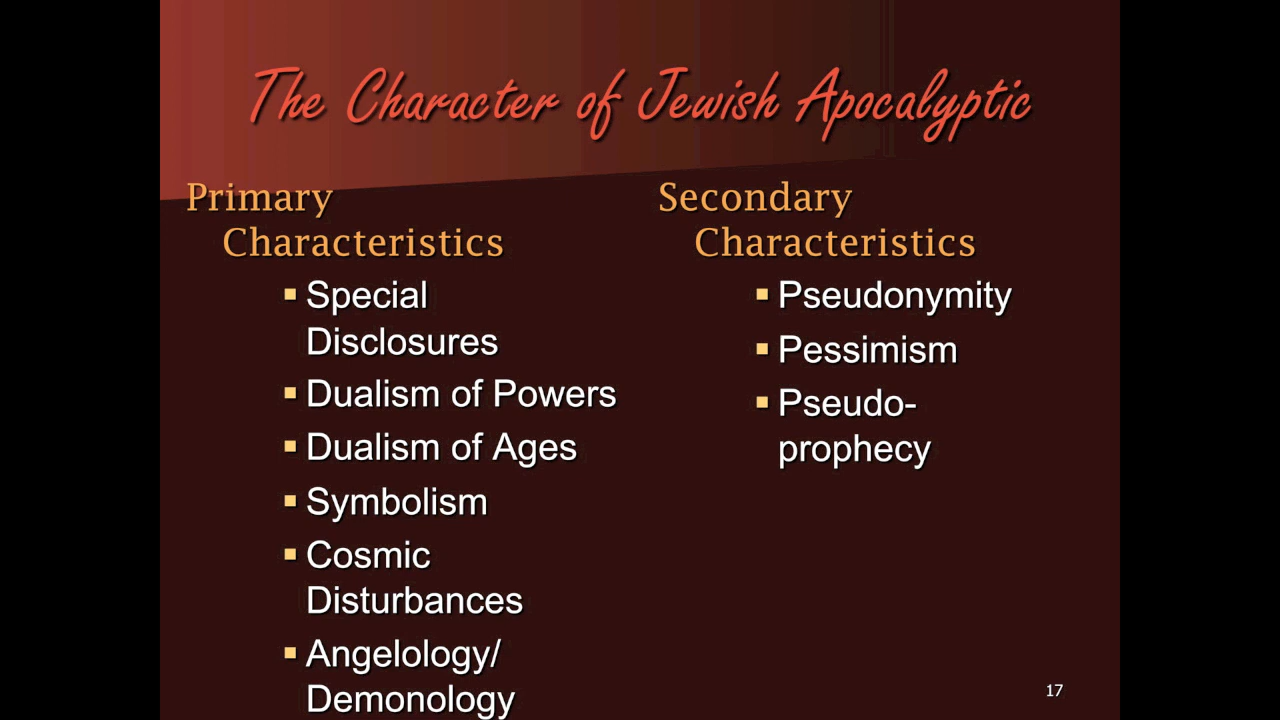 The Character of Jewish Apocalyptic
Primary
Characteristics
Special
Disclosures
Dualism of Powers
Dualism of Ages
Symbolism
Cosmic
Disturbances
Angelology/
Demonology
Secondary
Characteristics
Pseudonymity
Pessimism
Pseudo-
prophecy
17